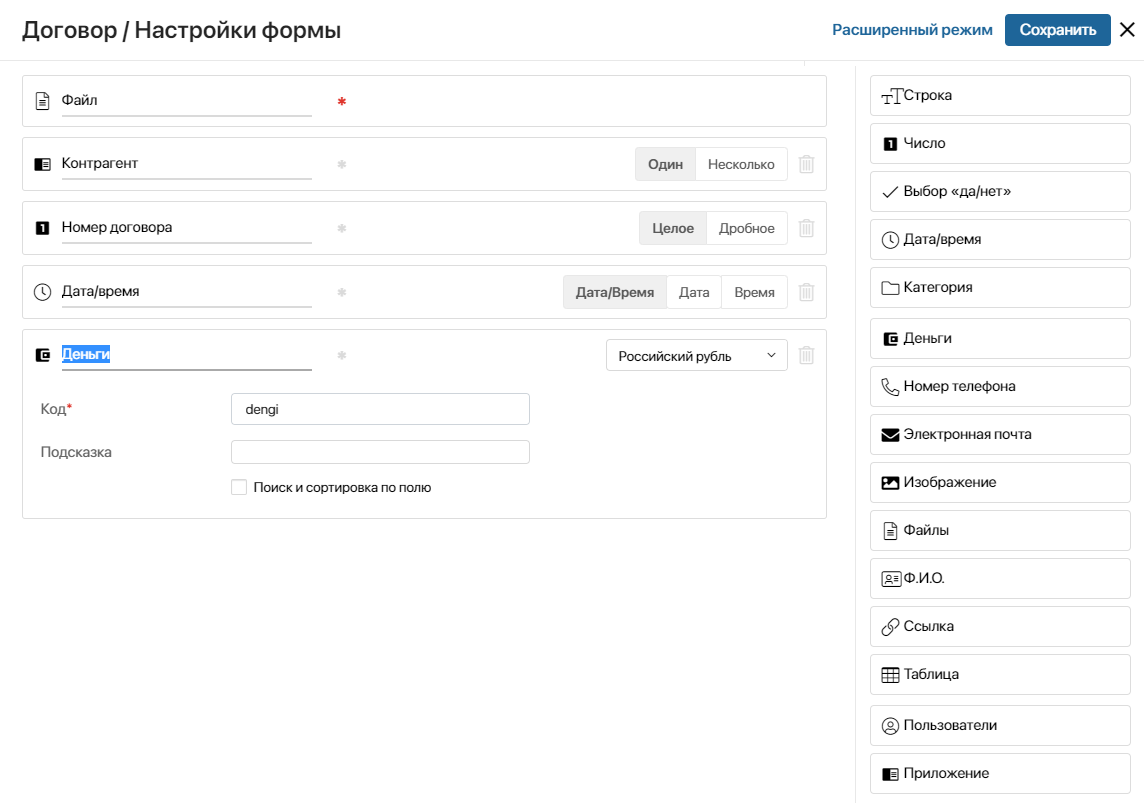 Договор / Настройки формы
Расширенный режим
Сохранить
Файл *
Контрагент *
Один Несколько
Номер договора *
Целое Дробное
Дата/время *
Дата/Время Дата Время
Деньги *
Российский рубль
Код*
dengi
Подсказка
Поиск и сортировка по полю
Строка
Число
Выбор «да/нет»
Дата/время
Категория
Деньги
Номер телефона
Электронная почта
Изображение
Файлы
Ф.И.О.
Ссылка
Таблица
Пользователи
Приложение